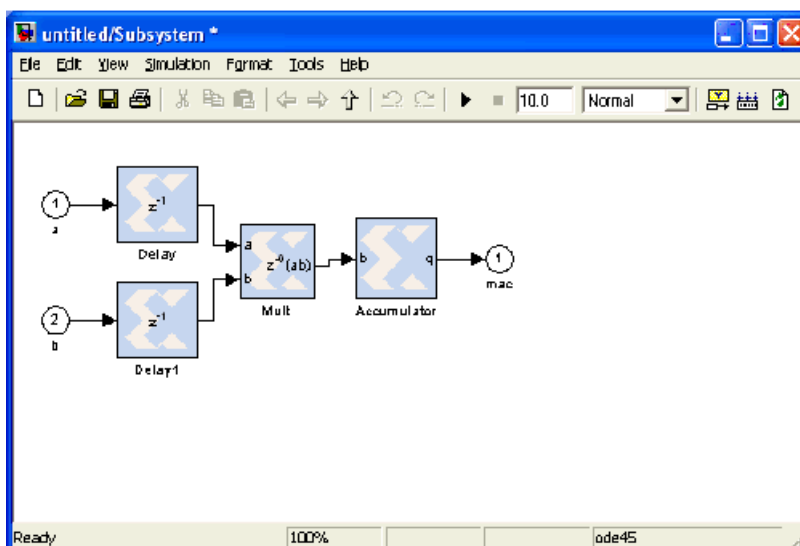 untitled/Subsystem *
File Edit View Simulation Format Tools Help
10.0 Normal
1
a
z⁻¹
Delay
a
b
z⁻⁰(ab)
Mult
b q
Accumulator
1
mac
2
b
z⁻¹
Delay1
Ready 100% ode45